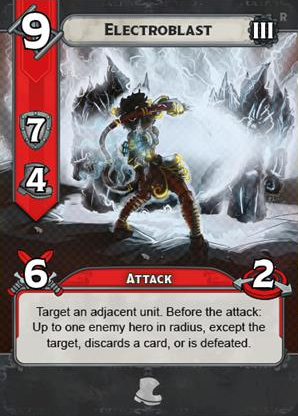 9
ELECTROBLAST
III
R
7
4
6
ATTACK
2
Target an adjacent unit. Before the attack:
Up to one enemy hero in radius, except the
target, discards a card, or is defeated.